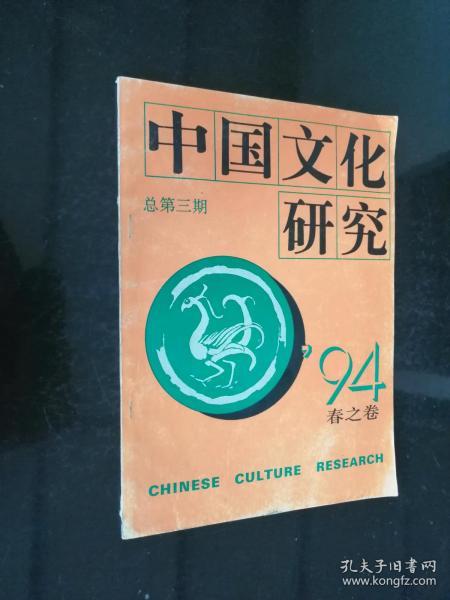 中国文化
研究
总第三期
'94
春之卷
CHINESE CULTURE RESEARCH
孔夫子旧书网
www.kongfz.com